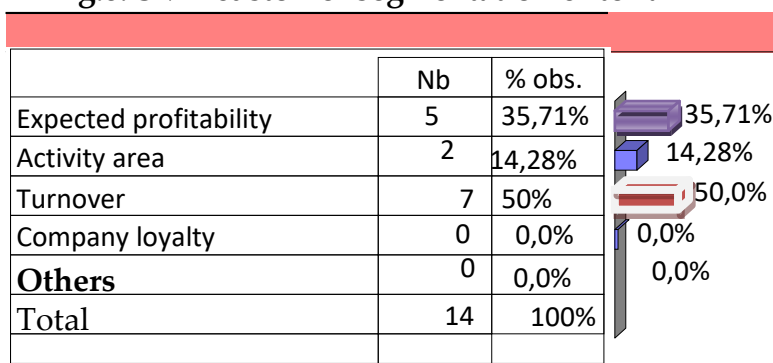 Nb % obs.
Expected profitability 5 35,71% 35,71%
Activity area 2 14,28% 14,28%
Turnover 7 50% 50,0%
Company loyalty 0 0,0% 0,0%
Others 0 0,0% 0,0%
Total 14 100%